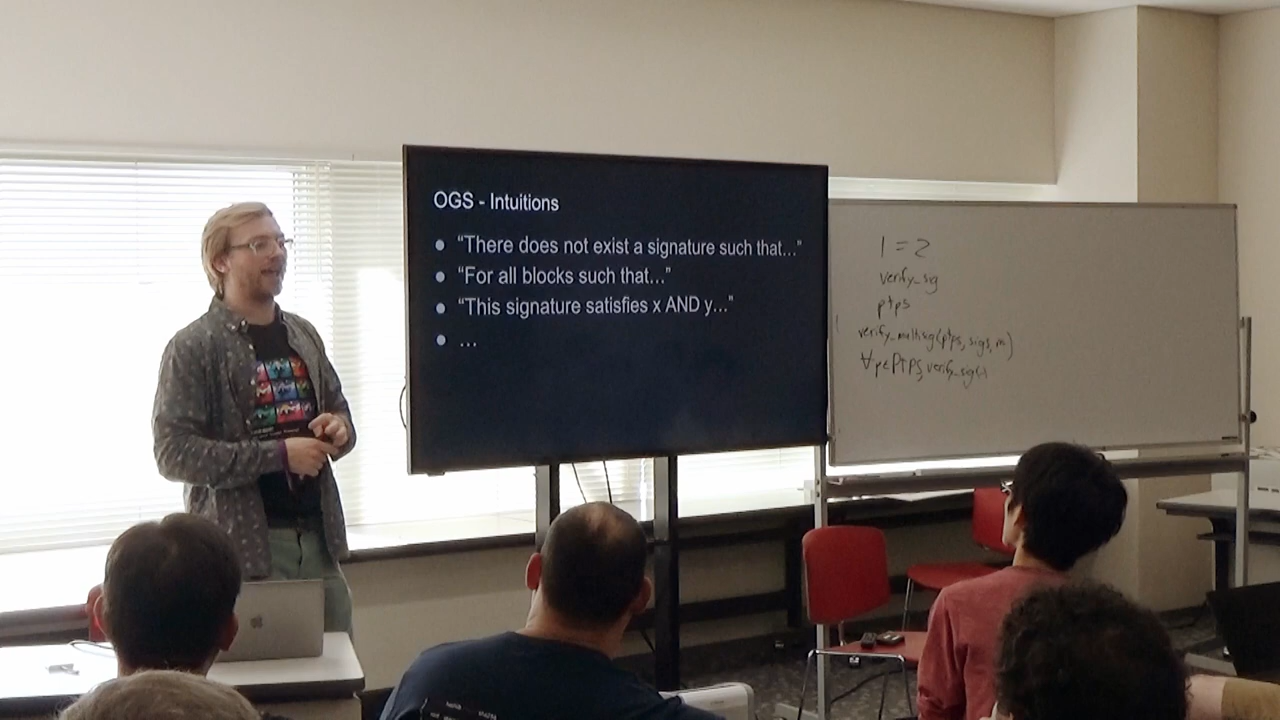 OGS - Intuitions
● “There does not exist a signature such that…”
● “For all blocks such that…”
● “This signature satisfies x AND y…”
● …
1 = 2
verify_sig
ptps
verify_multisig(ptps, sigs, m)
∀p∈PTPS, verify_sig(